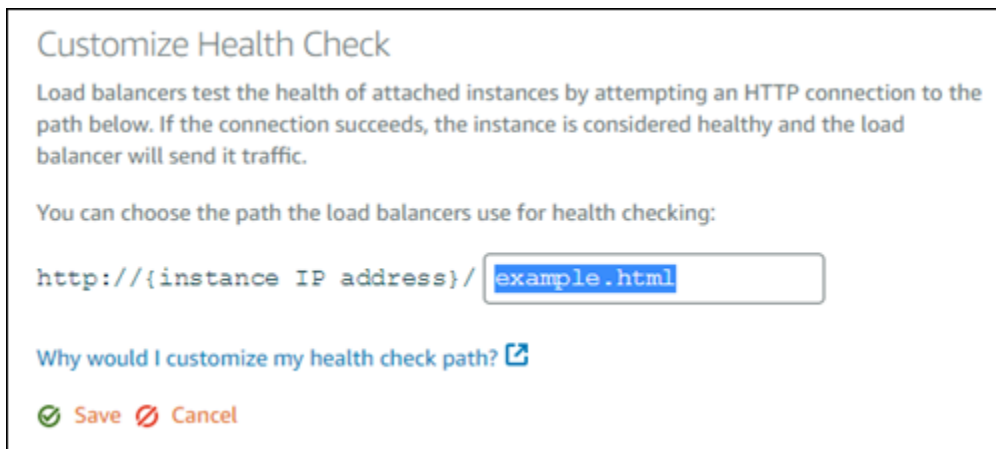 Customize Health Check
Load balancers test the health of attached instances by attempting an HTTP connection to the
path below. If the connection succeeds, the instance is considered healthy and the load
balancer will send it traffic.
You can choose the path the load balancers use for health checking:
http://{instance IP address}/ example.html
Why would I customize my health check path?
Save Cancel